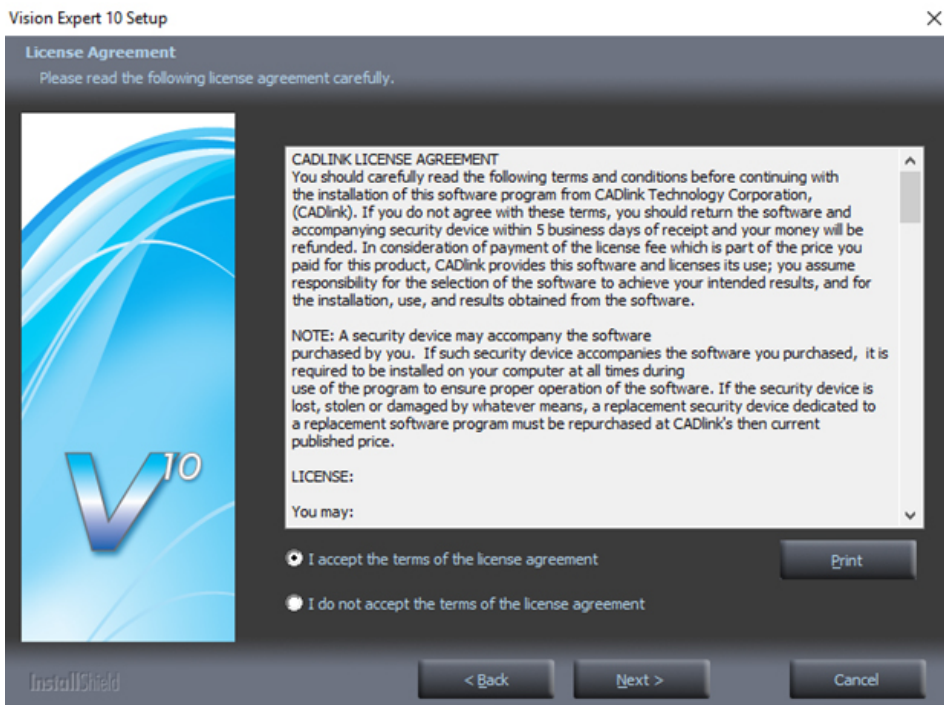 Vision Expert 10 Setup
License Agreement
Please read the following license agreement carefully.
CADLINK LICENSE AGREEMENT
You should carefully read the following terms and conditions before continuing with
the installation of this software program from CADlink Technology Corporation,
(CADlink). If you do not agree with these terms, you should return the software and
accompanying security device within 5 business days of receipt and your money will be
refunded. In consideration of payment of the license fee which is part of the price you
paid for this product, CADlink provides this software and licenses its use; you assume
responsibility for the selection of the software to achieve your intended results, and for
the installation, use, and results obtained from the software.
NOTE: A security device may accompany the software
purchased by you. If such security device accompanies the software you purchased, it is
required to be installed on your computer at all times during
use of the program to ensure proper operation of the software. If the security device is
lost, stolen or damaged by whatever means, a replacement security device dedicated to
a replacement software program must be repurchased at CADlink's then current
published price.
LICENSE:
You may:
V10
I accept the terms of the license agreement
Print
I do not accept the terms of the license agreement
InstallShield
< Back
Next >
Cancel